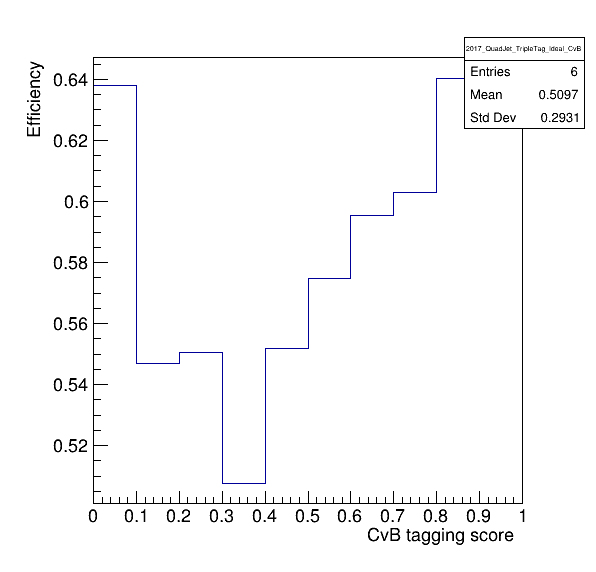 2017_QuadJet_TripleTag_Ideal_CvB
Entries 6
Mean 0.5097
Std Dev 0.2931
Efficiency
0.64
0.62
0.6
0.58
0.56
0.54
0.52
0 0.1 0.2 0.3 0.4 0.5 0.6 0.7 0.8 0.9 1
CvB tagging score